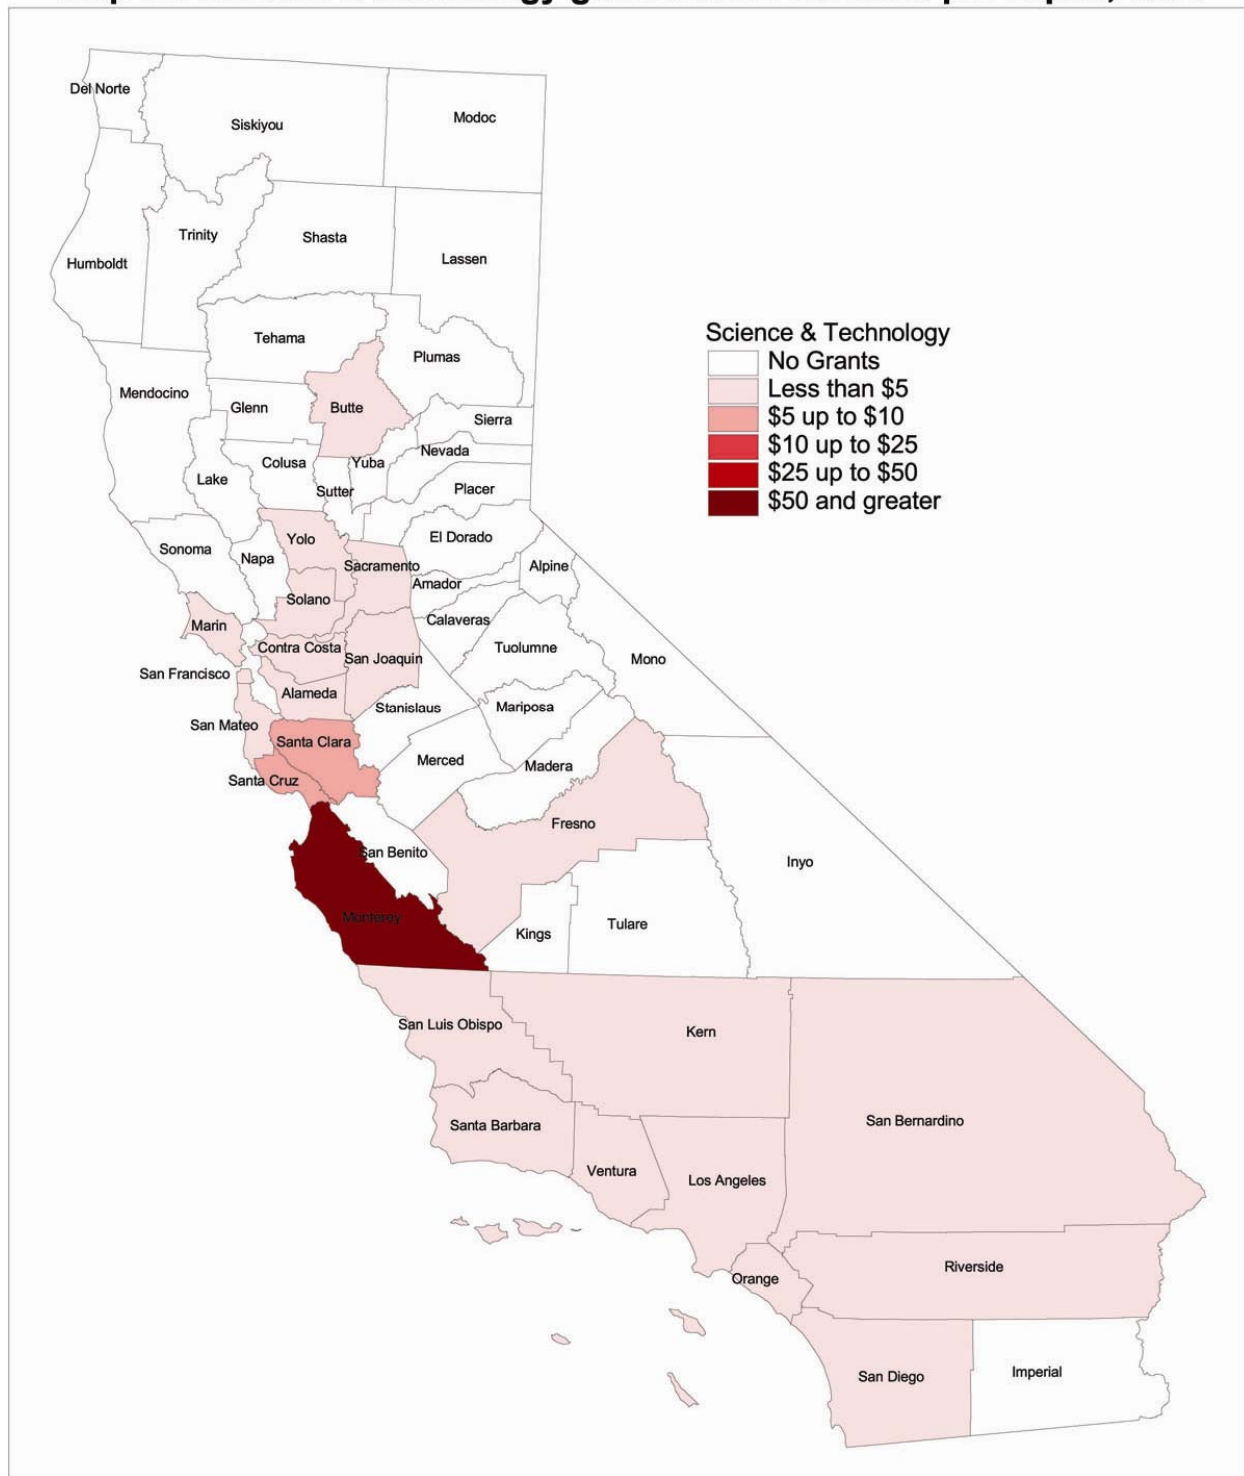 Del Norte
Siskiyou
Modoc
Humboldt
Trinity
Shasta
Lassen
Tehama
Plumas
Mendocino
Glenn
Butte
Sierra
Lake
Colusa
Sutter
Yuba
Nevada
Placer
Sonoma
Napa
Yolo
Sacramento
El Dorado
Alpine
Amador
Solano
Marin
Calaveras
Contra Costa
San Joaquin
Tuolumne
Mono
San Francisco
Alameda
Stanislaus
Mariposa
San Mateo
Santa Clara
Merced
Madera
Santa Cruz
Fresno
San Benito
Inyo
Monterey
Kings
Tulare
San Luis Obispo
Kern
Santa Barbara
San Bernardino
Ventura
Los Angeles
Orange
Riverside
San Diego
Imperial
Science & Technology
No Grants
Less than $5
$5 up to $10
$10 up to $25
$25 up to $50
$50 and greater